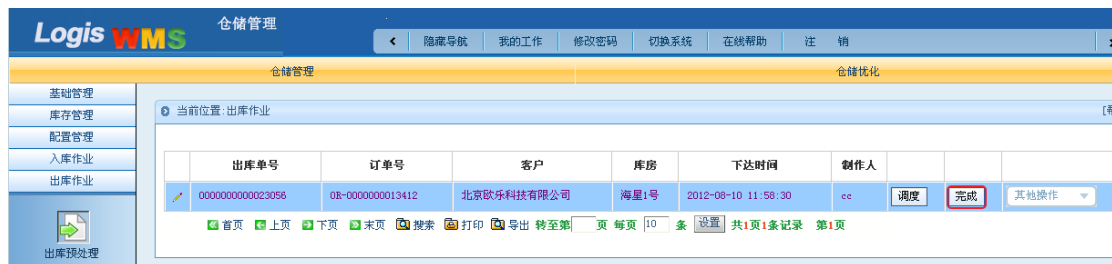 Logis WMS 仓储管理
隐藏导航 我的工作 修改密码 切换系统 在线帮助 注 销
仓储管理 仓储优化
基础管理
库存管理
配置管理
入库作业
出库作业
出库预处理
当前位置:出库作业
出库单号 订单号 客户 库房 下达时间 制作人
0000000000023056 OR-0000000013412 北京欧乐科技有限公司 海星1号 2012-08-10 11:58:30 cc 调度 完成 其他操作
首页 上页 下页 末页 搜索 打印 导出 转至第 页 每页 10 条 设置 共1页1条记录 第1页